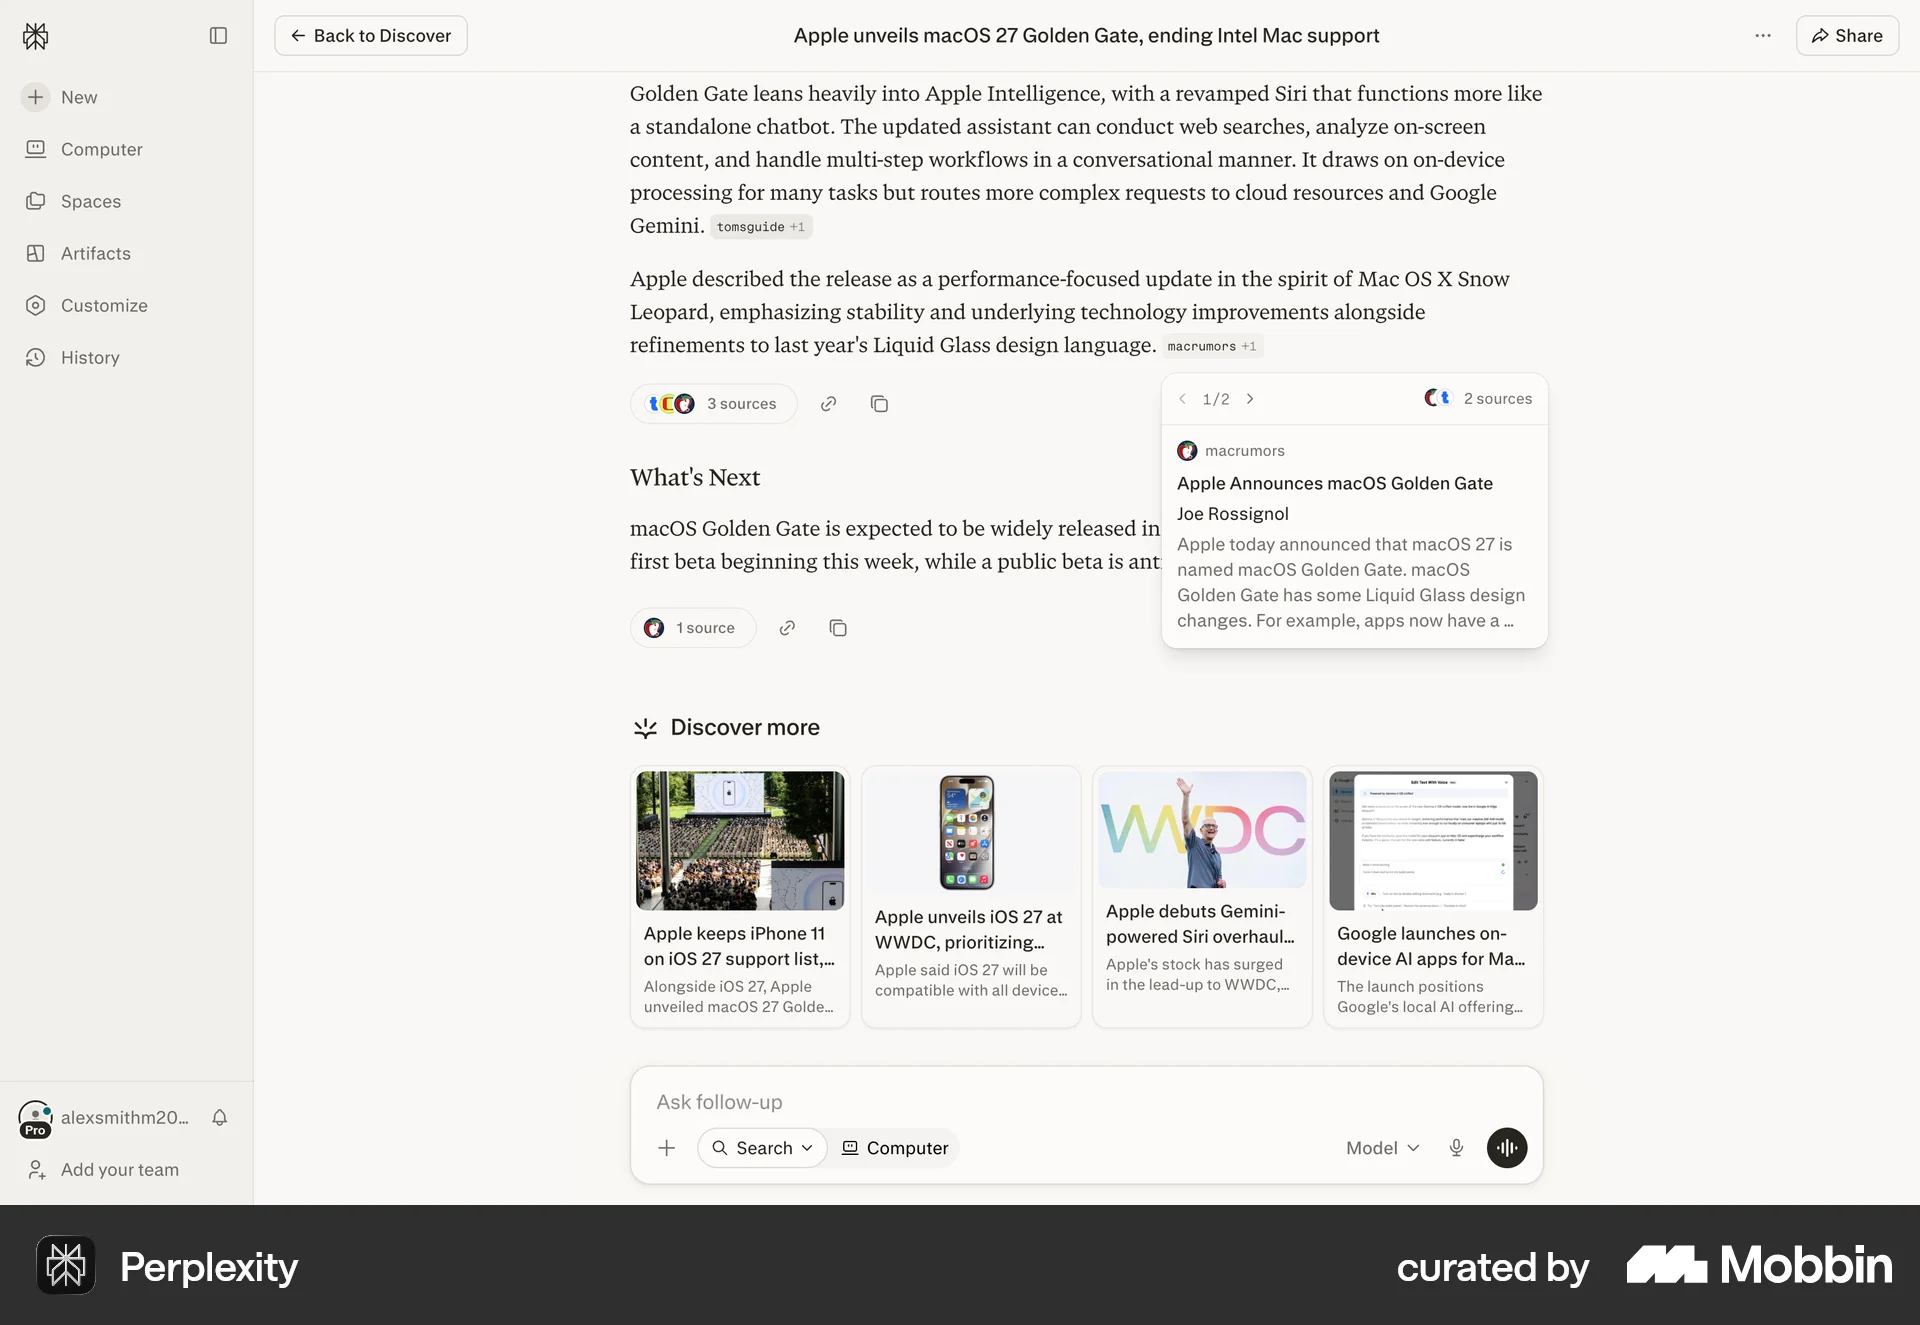 Back to Discover
Apple unveils macOS 27 Golden Gate, ending Intel Mac support
Share
New
Computer
Spaces
Artifacts
Customize
History
Golden Gate leans heavily into Apple Intelligence, with a revamped Siri that functions more like
a standalone chatbot. The updated assistant can conduct web searches, analyze on-screen
content, and handle multi-step workflows in a conversational manner. It draws on on-device
processing for many tasks but routes more complex requests to cloud resources and Google
Gemini. tomsguide +1
Apple described the release as a performance-focused update in the spirit of Mac OS X Snow
Leopard, emphasizing stability and underlying technology improvements alongside
refinements to last year's Liquid Glass design language. macrumors +1
3 sources
1/2
2 sources
macrumors
Apple Announces macOS Golden Gate
Joe Rossignol
Apple today announced that macOS 27 is
named macOS Golden Gate. macOS
Golden Gate has some Liquid Glass design
changes. For example, apps now have a ...
What's Next
macOS Golden Gate is expected to be widely released in
first beta beginning this week, while a public beta is ant
1 source
Discover more
Apple keeps iPhone 11
on iOS 27 support list,...
Alongside iOS 27, Apple
unveiled macOS 27 Golde...
Apple unveils iOS 27 at
WWDC, prioritizing...
Apple said iOS 27 will be
compatible with all device...
WWDC
Apple debuts Gemini-
powered Siri overhaul...
Apple's stock has surged
in the lead-up to WWDC,...
Edit Text With Voice
Google launches on-
device AI apps for Ma...
The launch positions
Google's local AI offering...
Ask follow-up
Search
Computer
Model
alexsmithm20...
Pro
Add your team
Perplexity
curated by Mobbin